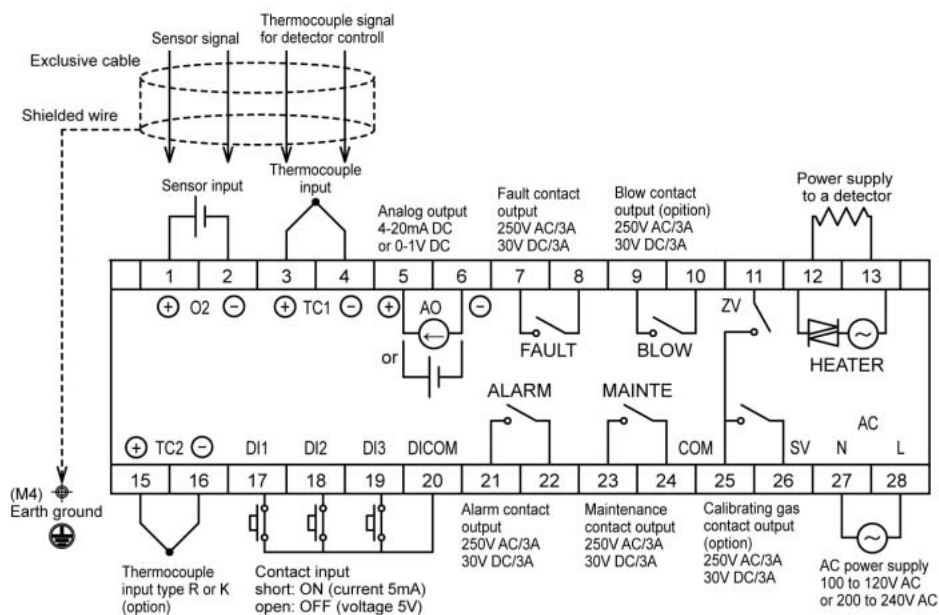 Thermocouple signal
for detector controll
Sensor signal
Exclusive cable
Shielded wire
Sensor input
Thermocouple
input
Analog output
4-20mA DC
or 0-1V DC
Fault contact
output
250V AC/3A
30V DC/3A
Blow contact
output (opition)
250V AC/3A
30V DC/3A
Power supply
to a detector
1 2 3 4 5 6 7 8 9 10 11 12 13
+ O2 − + TC1 − + AO − ZV
or
FAULT BLOW HEATER
ALARM MAINTE
+ TC2 − DI1 DI2 DI3 DICOM COM SV N AC L
15 16 17 18 19 20 21 22 23 24 25 26 27 28
(M4)
Earth ground
Thermocouple
input type R or K
(option)
Contact input
short: ON (current 5mA)
open: OFF (voltage 5V)
Alarm contact
output
250V AC/3A
30V DC/3A
Maintenance
contact output
250V AC/3A
30V DC/3A
Calibrating gas
contact output
(option)
250V AC/3A
30V DC/3A
AC power supply
100 to 120V AC
or 200 to 240V AC